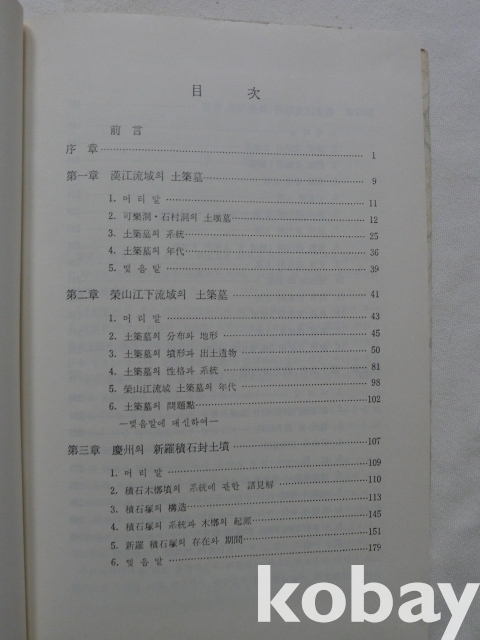 目 次
前 言
序 章 1
第一章 漢江流域의 土築墓 9
1. 머 리 말 11
2. 可樂洞・石村洞의 土壙墓 12
3. 土築墓의 系統 25
4. 土築墓의 年代 36
5. 맺 음 말 39
第二章 榮山江下流域의 土築墓 41
1. 머 리 말 43
2. 土築墓의 分布와 地形 45
3. 土築墓의 墳形과 出土遺物 50
4. 土築墓의 性格과 系統 81
5. 榮山江流域 土築墓의 年代 98
6. 土築墓의 問題點 102
—맺음말에 대신하여—
第三章 慶州의 新羅積石封土墳 107
1. 머 리 말 109
2. 積石木槨墳의 系統에 관한 諸見解 110
3. 積石塚의 構造 113
4. 積石塚의 系統과 木槨의 起源 145
5. 新羅 積石塚의 存在와 期間 151
6. 맺 음 말 179
kobay